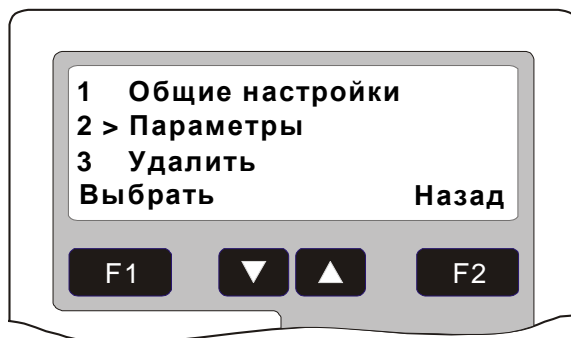 1 Общие настройки
2 > Параметры
3 Удалить
Выбрать Назад
F1 F2